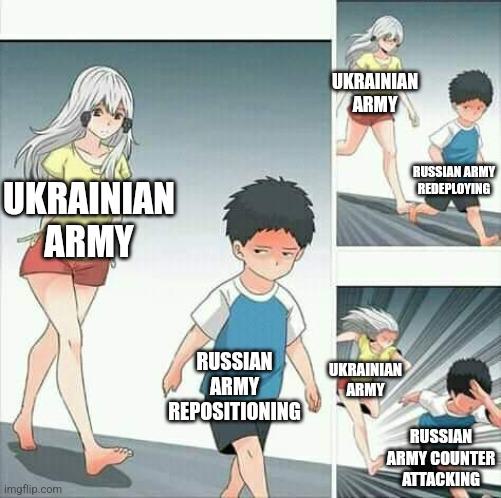 UKRAINIAN
ARMY
RUSSIAN
ARMY
REPOSITIONING
UKRAINIAN
ARMY
RUSSIAN ARMY
REDEPLOYING
UKRAINIAN
ARMY
RUSSIAN
ARMY COUNTER
ATTACKING
imgflip.com